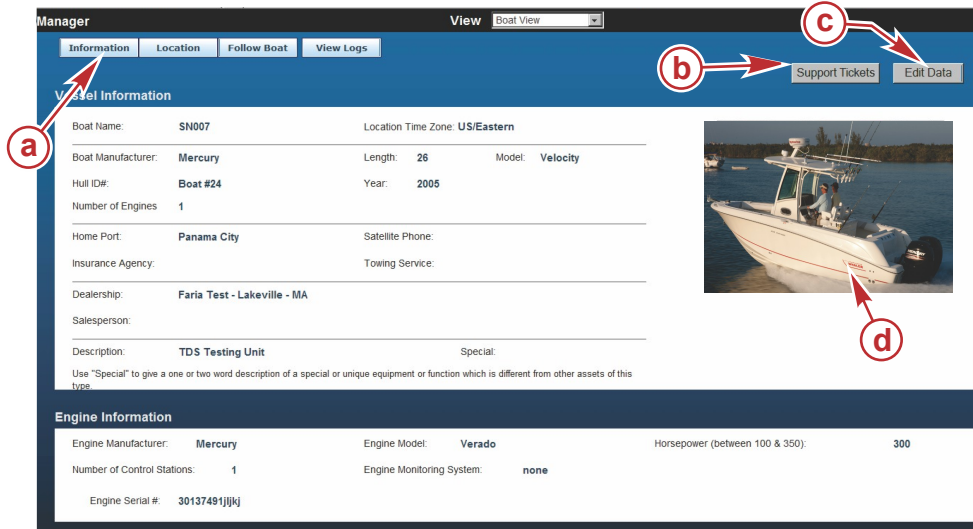 Manager View Boat View
c
Information Location Follow Boat View Logs
b
Support Tickets Edit Data
a
Vessel Information
Boat Name: SN007 Location Time Zone: US/Eastern
Boat Manufacturer: Mercury Length: 26 Model: Velocity
Hull ID#: Boat #24 Year: 2005
Number of Engines 1
Home Port: Panama City Satellite Phone:
Insurance Agency: Towing Service:
Dealership: Faria Test - Lakeville - MA
Salesperson:
d
Description: TDS Testing Unit Special:
Use "Special" to give a one or two word description of a special or unique equipment or function which is different from other assets of this
type.
Engine Information
Engine Manufacturer: Mercury Engine Model: Verado Horsepower (between 100 & 350): 300
Number of Control Stations: 1 Engine Monitoring System: none
Engine Serial #: 30137491jljkj